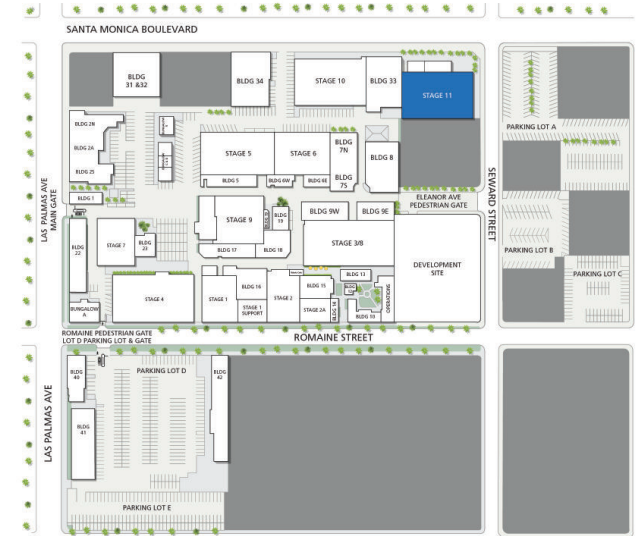 SANTA MONICA BOULEVARD
BLDG
31 &32
BLDG 34
STAGE 10
BLDG 33
STAGE 11
BLDG 2N
BLDG 2A
BLDG 2S
STAGE 5
STAGE 6
BLDG
7N
BLDG
7S
BLDG 8
BLDG 5
BLDG 6W
BLDG 6E
PARKING LOT A
LAS PALMAS AVE
MAIN GATE
BLDG 1
ELEANOR AVE
PEDESTRIAN GATE
SEWARD STREET
BLDG
22
STAGE 7
BLDG
23
STAGE 9
BLDG
19
BLDG 9W
BLDG 9E
BLDG 17
BLDG 18
STAGE 3/8
DEVELOPMENT
SITE
PARKING LOT B
PARKING LOT C
BUNGALOW
A
STAGE 4
STAGE 1
BLDG 16
STAGE 1
SUPPORT
STAGE 2
BLDG 15
STAGE 2A
BLDG 14
BLDG 13
BLDG 10
OPERATIONS
ROMAINE PEDESTRIAN GATE
LOT D PARKING LOT & GATE
ROMAINE STREET
BLDG
40
PARKING LOT D
BLDG
42
LAS PALMAS AVE
BLDG
41
PARKING LOT E